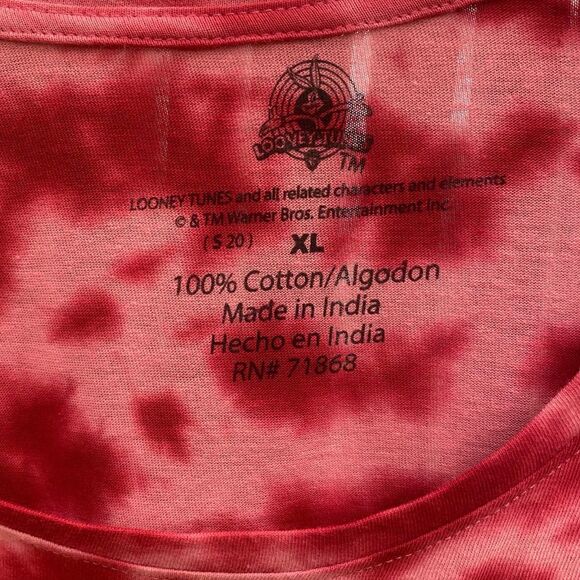 LOONEY TUNES
TM
LOONEY TUNES and all related characters and elements
© & TM Warner Bros. Entertainment Inc.
(S 20) XL
100% Cotton/Algodon
Made in India
Hecho en India
RN# 71868